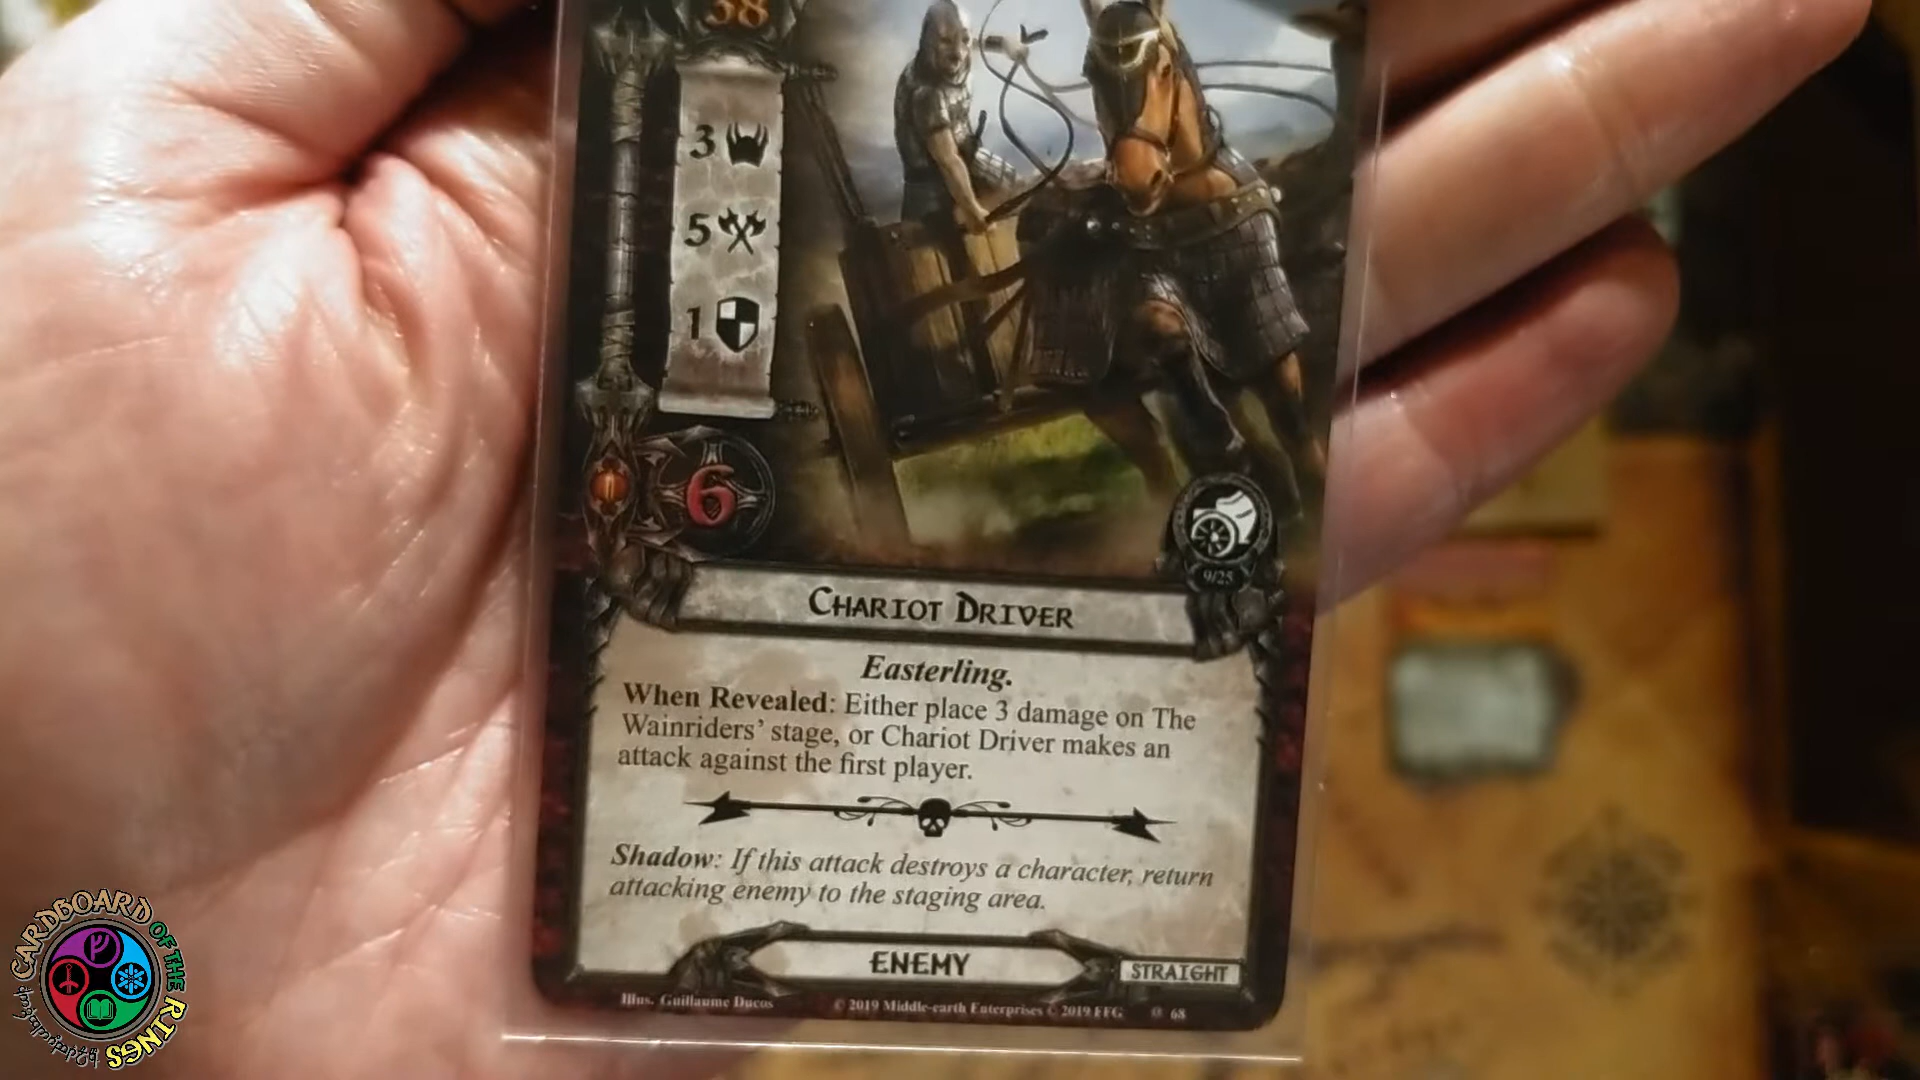 38
3
5
1
6
9/25
CHARIOT DRIVER
Easterling.
When Revealed: Either place 3 damage on The
Wainriders' stage, or Chariot Driver makes an
attack against the first player.
Shadow: If this attack destroys a character, return
attacking enemy to the staging area.
ENEMY
STRAIGHT
Illus. Guillaume Ducos
© 2019 Middle-earth Enterprises © 2019 FFG
68
CARDBOARD OF THE RINGS